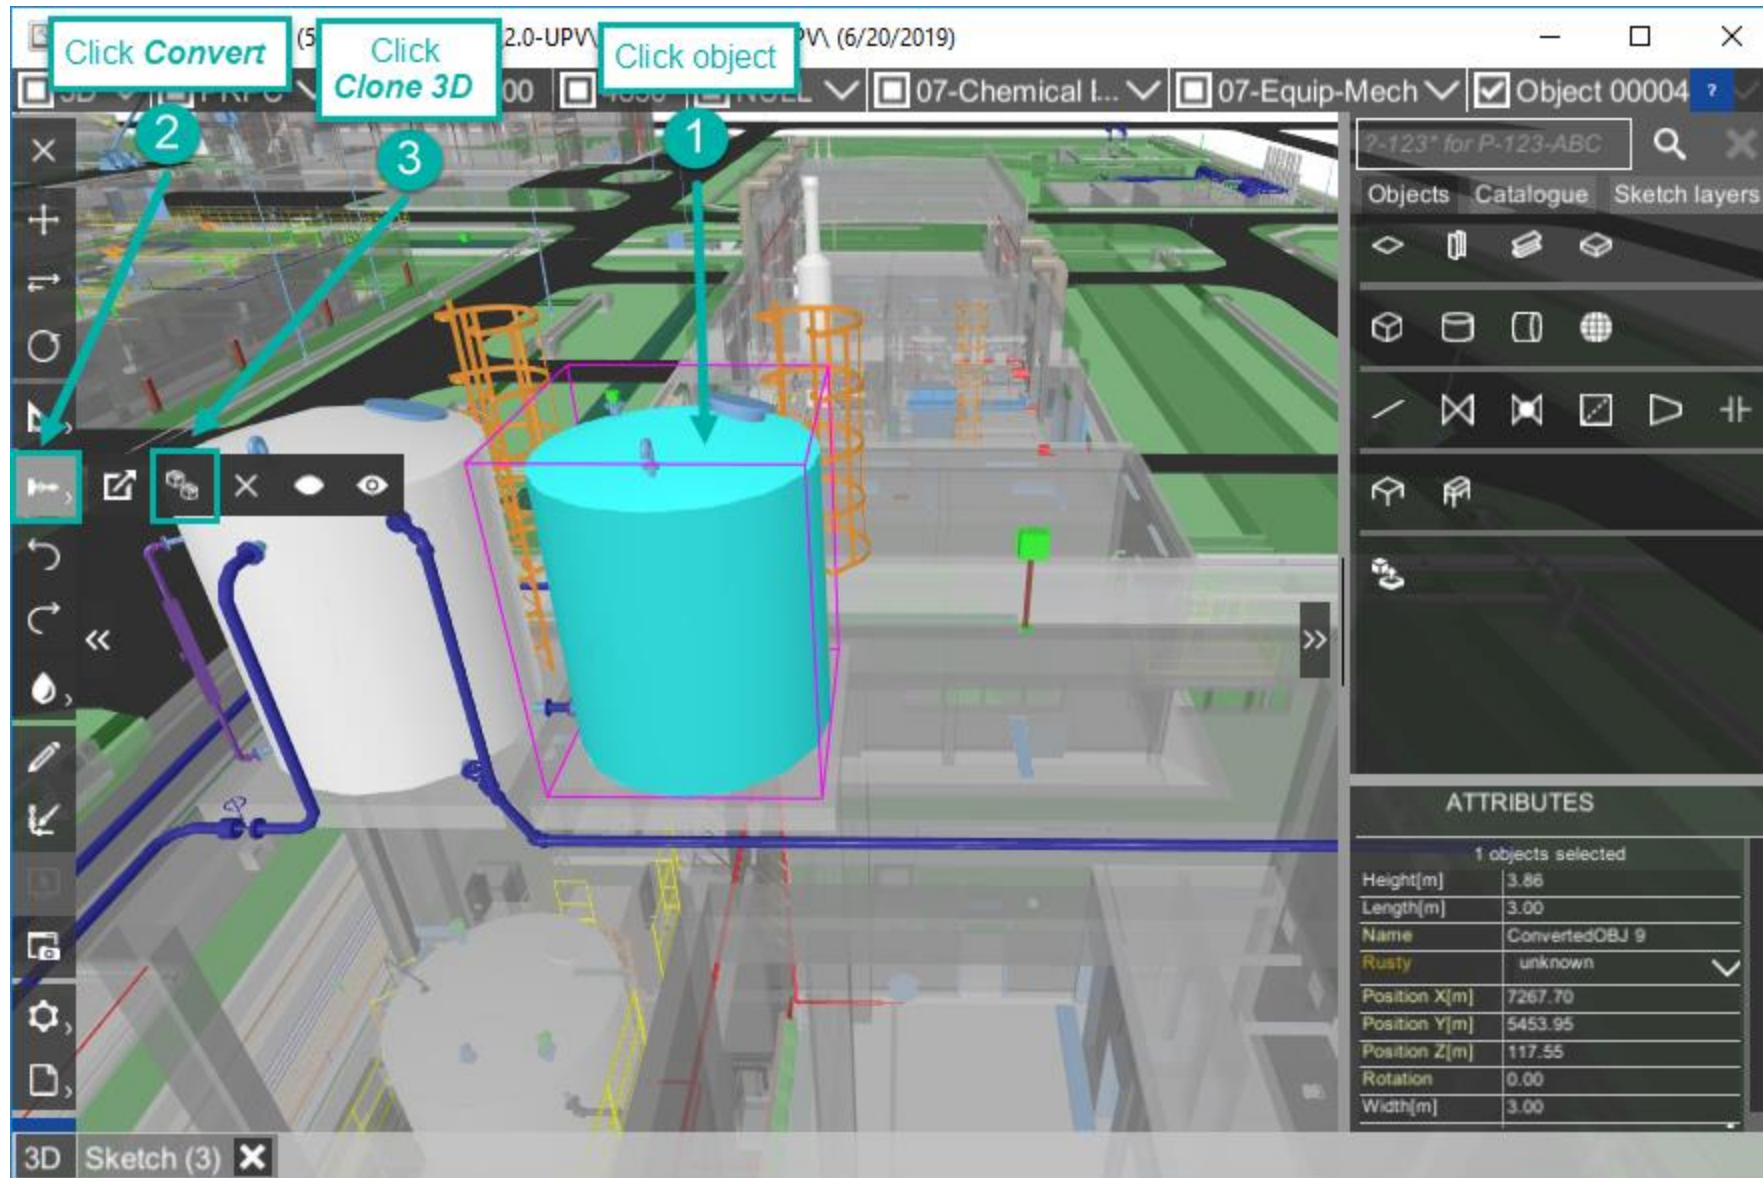 Click Convert
Click
Clone 3D
Click object
(5
2.0-UPV\
PV\ (6/20/2019)
00
07-Chemical I...
07-Equip-Mech
Object 00004
?
2
3
1
?-123* for P-123-ABC
Objects
Catalogue
Sketch layers
ATTRIBUTES
1 objects selected
Height[m] 3.86
Length[m] 3.00
Name ConvertedOBJ 9
Rusty unknown
Position X[m] 7267.70
Position Y[m] 5453.95
Position Z[m] 117.55
Rotation 0.00
Width[m] 3.00
3D
Sketch (3)